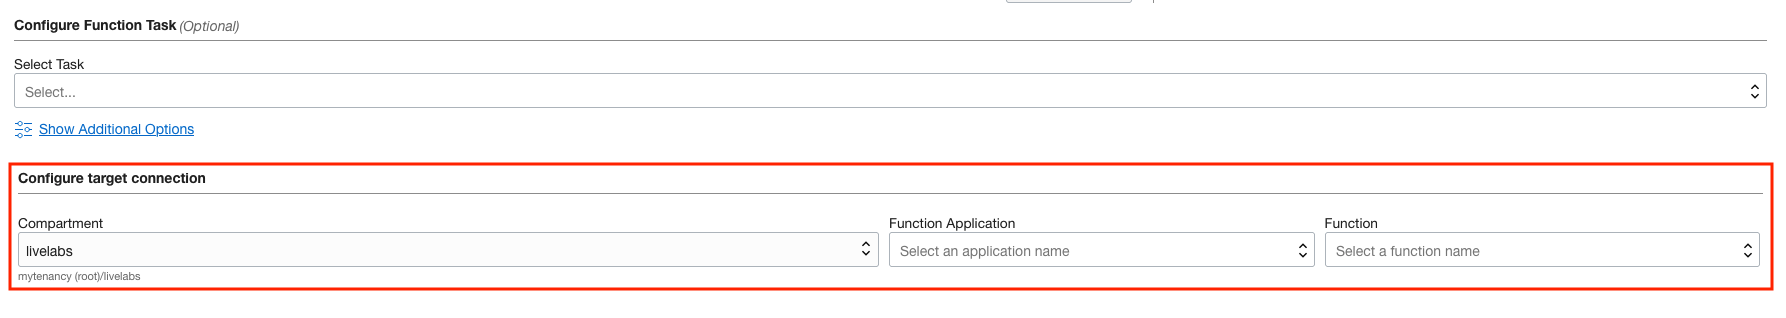 Configure Function Task (Optional)
Select Task
Select...
Show Additional Options
Configure target connection
Compartment Function Application Function
livelabs Select an application name Select a function name
mytenancy (root)/livelabs